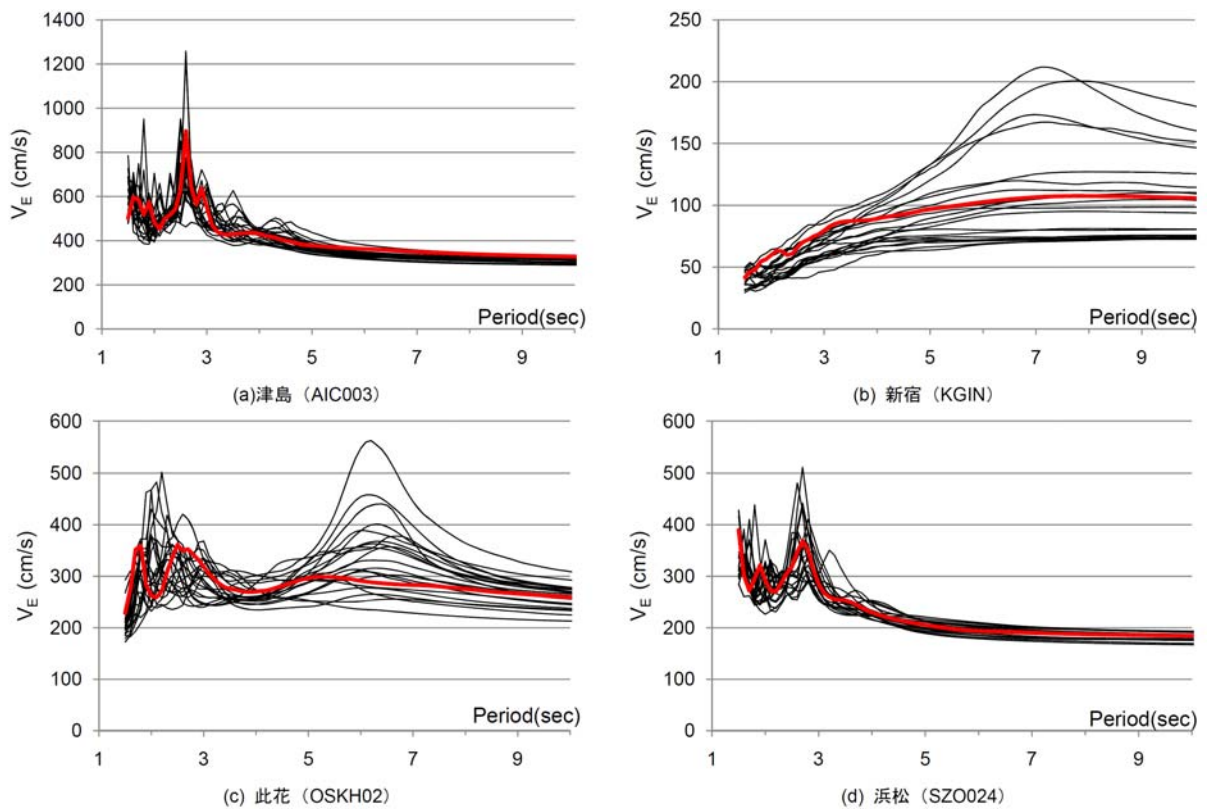 1400
1200
1000
800
600
400
200
0
V_E (cm/s)
Period(sec)
1 3 5 7 9
(a)津島（AIC003）
250
200
150
100
50
0
V_E (cm/s)
Period(sec)
1 3 5 7 9
(b) 新宿（KGIN）
600
500
400
300
200
100
0
V_E (cm/s)
Period(sec)
1 3 5 7 9
(c) 此花（OSKH02）
600
500
400
300
200
100
0
V_E (cm/s)
Period(sec)
1 3 5 7 9
(d) 浜松（SZO024）